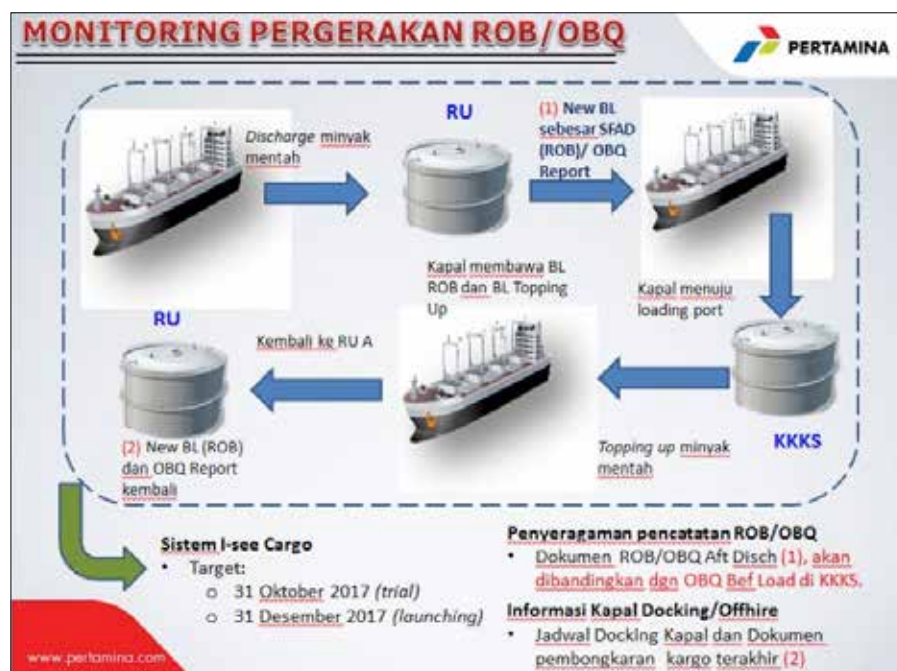 MONITORING PERGERAKAN ROB/OBQ
PERTAMINA
Discharge minyak
mentah
RU
(1) New BL
sebesar SFAD
(ROB)/ OBQ
Report
Kapal membawa BL
ROB dan BL Topping
Up
Kapal menuju
loading port
RU
Kembali ke RU A
KKKS
(2) New BL (ROB)
dan OBQ Report
kembali
Topping up minyak
mentah
Sistem I-see Cargo
• Target:
o 31 Oktober 2017 (trial)
o 31 Desember 2017 (launching)
Penyeragaman pencatatan ROB/OBQ
• Dokumen ROB/OBQ Aft Disch (1), akan
dibandingkan dgn OBQ Bef Load di KKKS.
Informasi Kapal Docking/Offhire
• Jadwal Docking Kapal dan Dokumen
pembongkaran kargo terakhir (2)
www.pertamina.com